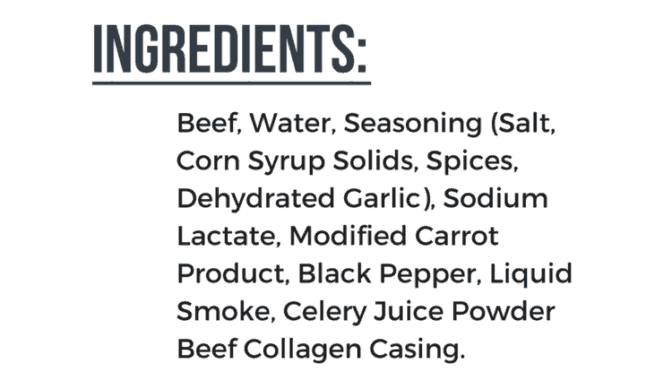 INGREDIENTS:
Beef, Water, Seasoning (Salt,
Corn Syrup Solids, Spices,
Dehydrated Garlic), Sodium
Lactate, Modified Carrot
Product, Black Pepper, Liquid
Smoke, Celery Juice Powder
Beef Collagen Casing.